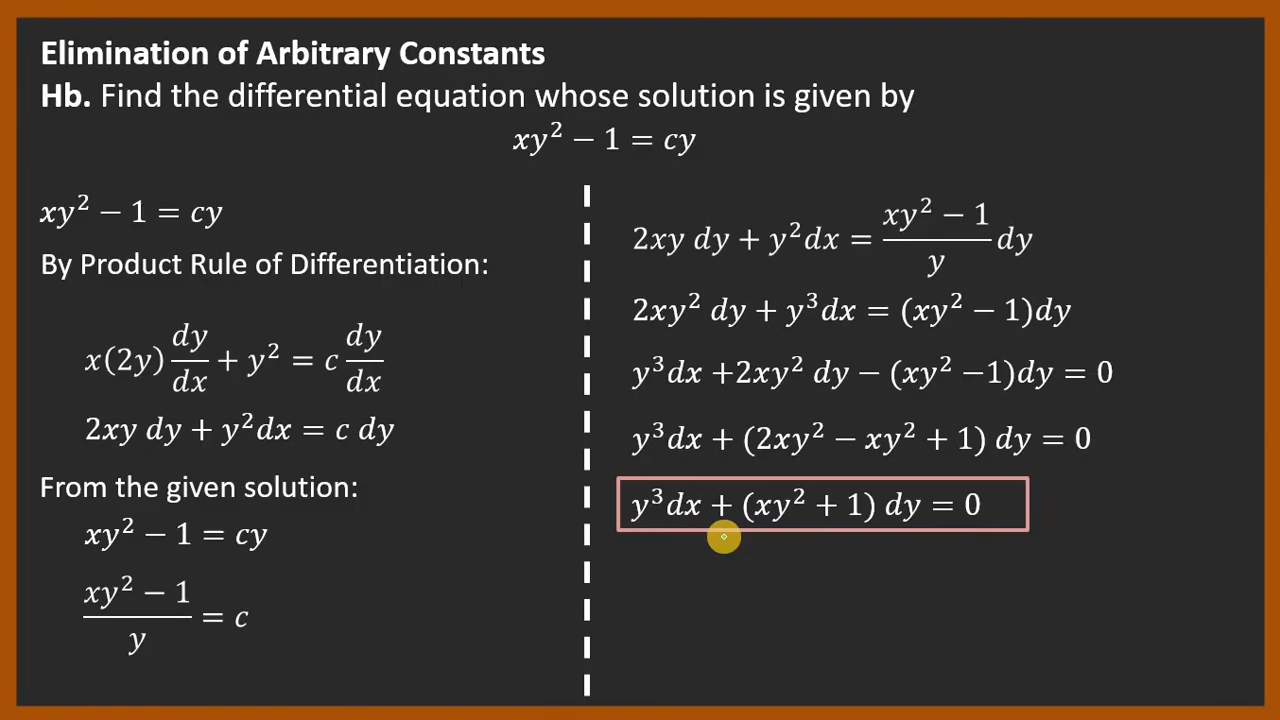 Elimination of Arbitrary Constants
Hb. Find the differential equation whose solution is given by
xy² − 1 = cy
xy² − 1 = cy
By Product Rule of Differentiation:
x(2y) dy/dx + y² = c dy/dx
2xy dy + y²dx = c dy
From the given solution:
xy² − 1 = cy
(xy² − 1)/y = c
2xy dy + y²dx = (xy² − 1)/y dy
2xy² dy + y³dx = (xy² − 1)dy
y³dx +2xy² dy − (xy² −1)dy = 0
y³dx + (2xy² − xy² + 1) dy = 0
y³dx + (xy² + 1) dy = 0